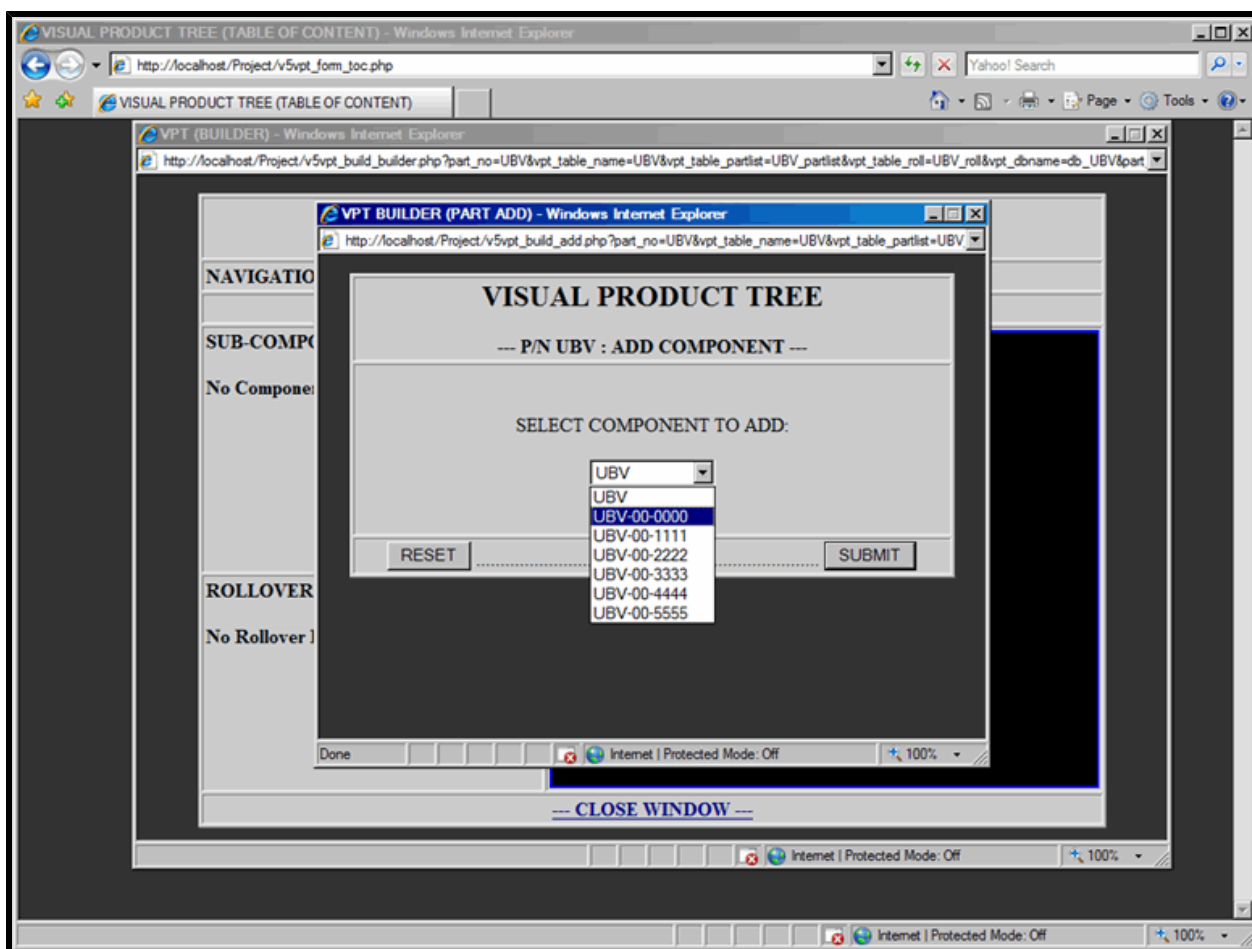 VISUAL PRODUCT TREE (TABLE OF CONTENT) - Windows Internet Explorer
http://localhost/Project/v5vpt_form_toc.php
Yahoo! Search
VISUAL PRODUCT TREE (TABLE OF CONTENT)
Page
Tools
VPT (BUILDER) - Windows Internet Explorer
http://localhost/Project/v5vpt_build_builder.php?part_no=UBV&vpt_table_name=UBV&vpt_table_partlist=UBV_partlist&vpt_table_roll=UBV_roll&vpt_dbname=db_UBV&part
VPT BUILDER (PART ADD) - Windows Internet Explorer
http://localhost/Project/v5vpt_build_add.php?part_no=UBV&vpt_table_name=UBV&vpt_table_partlist=UBV
NAVIGATIO
VISUAL PRODUCT TREE
SUB-COMP
--- P/N UBV : ADD COMPONENT ---
No Compone
SELECT COMPONENT TO ADD:
UBV
UBV
UBV-00-0000
UBV-00-1111
UBV-00-2222
UBV-00-3333
UBV-00-4444
UBV-00-5555
RESET
SUBMIT
ROLLOVER
No Rollover
Done
Internet | Protected Mode: Off
100%
--- CLOSE WINDOW ---
Internet | Protected Mode: Off
100%
Internet | Protected Mode: Off
100%